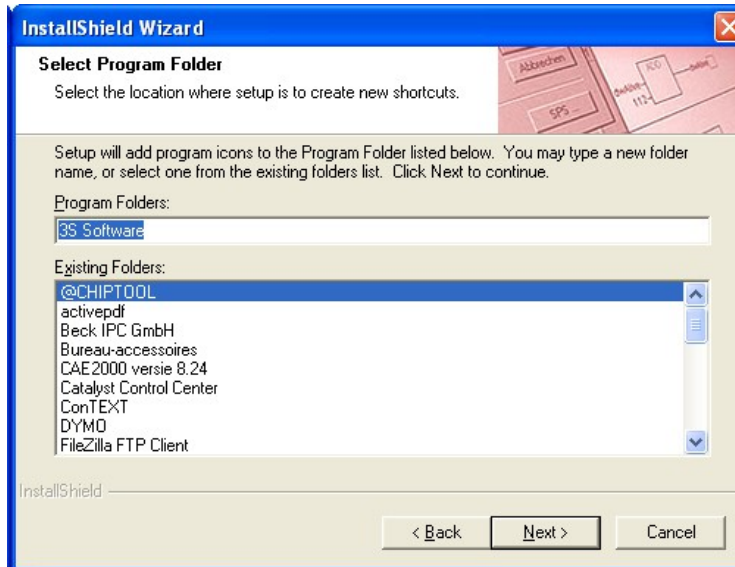 InstallShield Wizard
Select Program Folder
Select the location where setup is to create new shortcuts.
Abbrechen
SPS ...
112
Setup will add program icons to the Program Folder listed below. You may type a new folder
name, or select one from the existing folders list. Click Next to continue.
Program Folders:
3S Software
Existing Folders:
@CHIPTOOL
activepdf
Beck IPC GmbH
Bureau-accessoires
CAE2000 versie 8.24
Catalyst Control Center
ConTEXT
DYMO
FileZilla FTP Client
InstallShield
< Back
Next >
Cancel